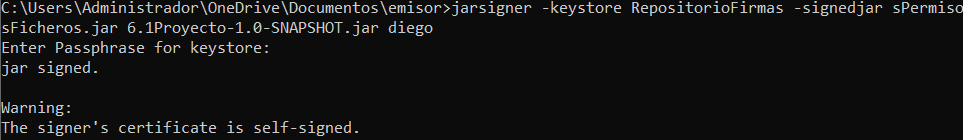 C:\Users\Administrador\OneDrive\Documentos\emisor>jarsigner -keystore RepositorioFirmas -signedjar sPermiso
sFicheros.jar 6.1Proyecto-1.0-SNAPSHOT.jar diego
Enter Passphrase for keystore:
jar signed.
Warning:
The signer's certificate is self-signed.